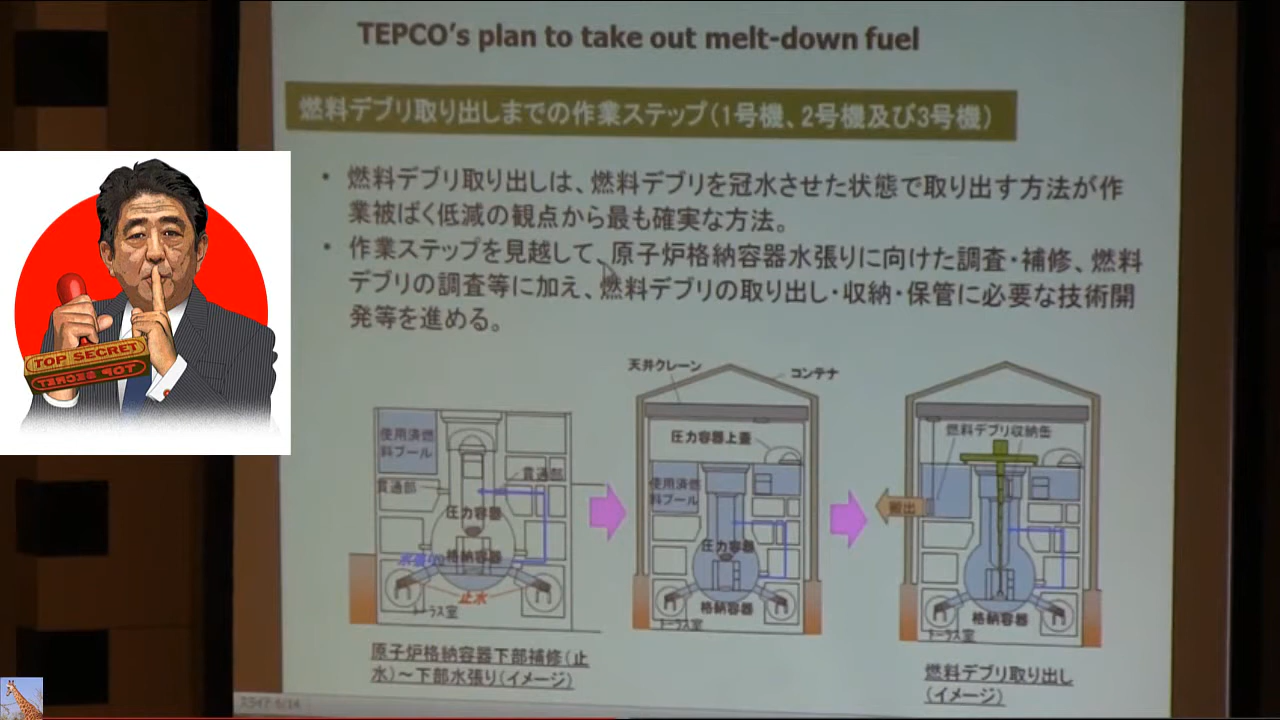 TEPCO's plan to take out melt-down fuel
燃料デブリ取り出しまでの作業ステップ(1号機、2号機及び3号機)
• 燃料デブリ取り出しは、燃料デブリを冠水させた状態で取り出す方法が作
業被ばく低減の観点から最も確実な方法。
• 作業ステップを見越して、原子炉格納容器水張りに向けた調査・補修、燃料
デブリの調査等に加え、燃料デブリの取り出し・収納・保管に必要な技術開
発等を進める。
TOP SECRET
TOP SECRET
使用済燃
料プール
貫通部
貫通部
圧力容器
格納容器
水張り
止水
トーラス室
原子炉格納容器下部補修(止
水)～下部水張り(イメージ)
天井クレーン
コンテナ
圧力容器上蓋
使用済燃
料プール
圧力容器
格納容器
トーラス室
燃料デブリ収納缶
搬出
格納容器
トーラス室
燃料デブリ取り出し
(イメージ)
スライド 6/14